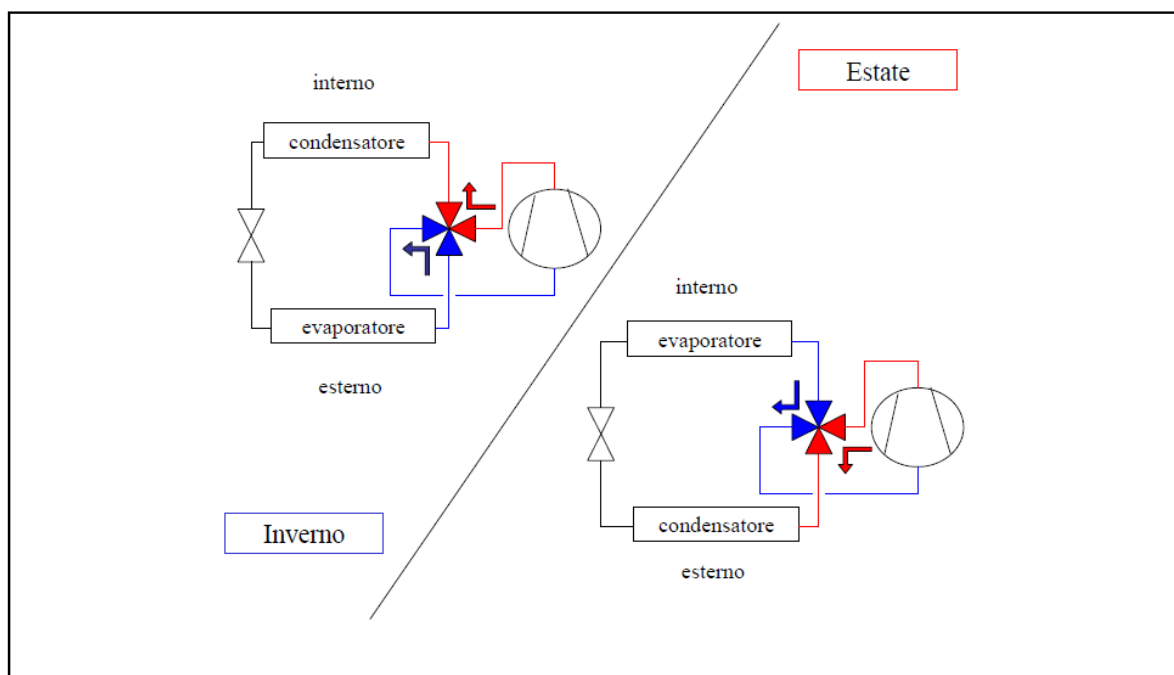 Estate
interno
condensatore
evaporatore
esterno
Inverno
interno
evaporatore
condensatore
esterno